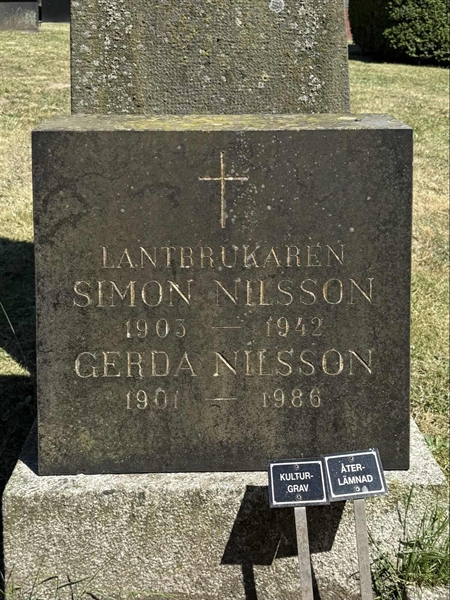 LANTBRUKAREN
SIMON NILSSON
1903 — 1942
GERDA NILSSON
1901 — 1986
KULTUR-
GRAV
ÅTER-
LÄMNAD